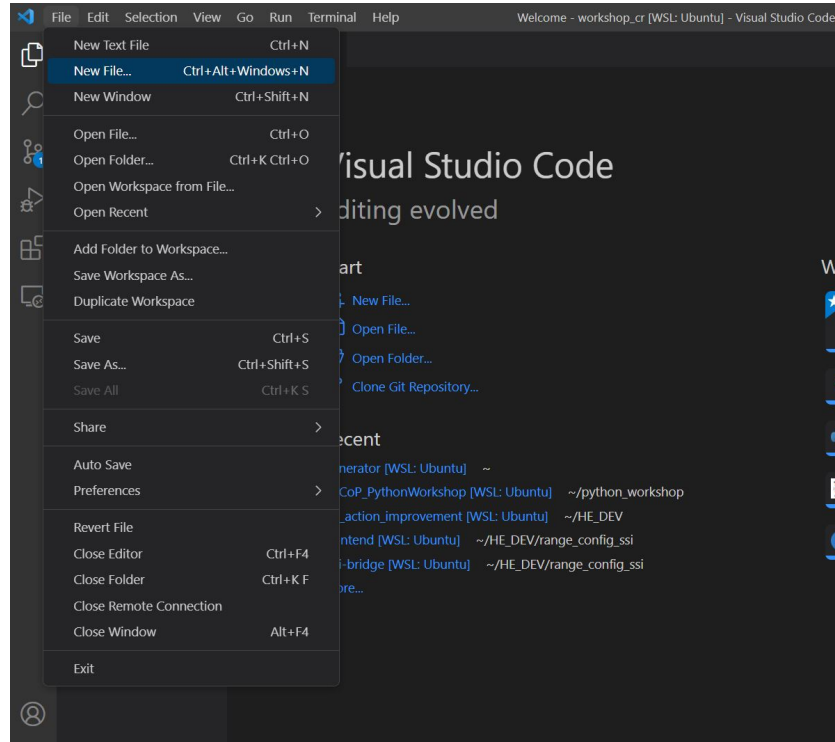 File Edit Selection View Go Run Terminal Help Welcome - workshop_cr [WSL: Ubuntu] - Visual Studio Code
New Text File Ctrl+N
New File... Ctrl+Alt+Windows+N
New Window Ctrl+Shift+N
Open File... Ctrl+O
Open Folder... Ctrl+K Ctrl+O
Open Workspace from File...
Open Recent
Add Folder to Workspace...
Save Workspace As...
Duplicate Workspace
Save Ctrl+S
Save As... Ctrl+Shift+S
Save All Ctrl+K S
Share
Auto Save
Preferences
Revert File
Close Editor Ctrl+F4
Close Folder Ctrl+K F
Close Remote Connection
Close Window Alt+F4
Exit
1
isual Studio Code
diting evolved
art
New File...
Open File...
Open Folder...
Clone Git Repository...
ecent
nerator [WSL: Ubuntu] ~
CoP_PythonWorkshop [WSL: Ubuntu] ~/python_workshop
_action_improvement [WSL: Ubuntu] ~/HE_DEV
ntend [WSL: Ubuntu] ~/HE_DEV/range_config_ssi
i-bridge [WSL: Ubuntu] ~/HE_DEV/range_config_ssi
ore...
W